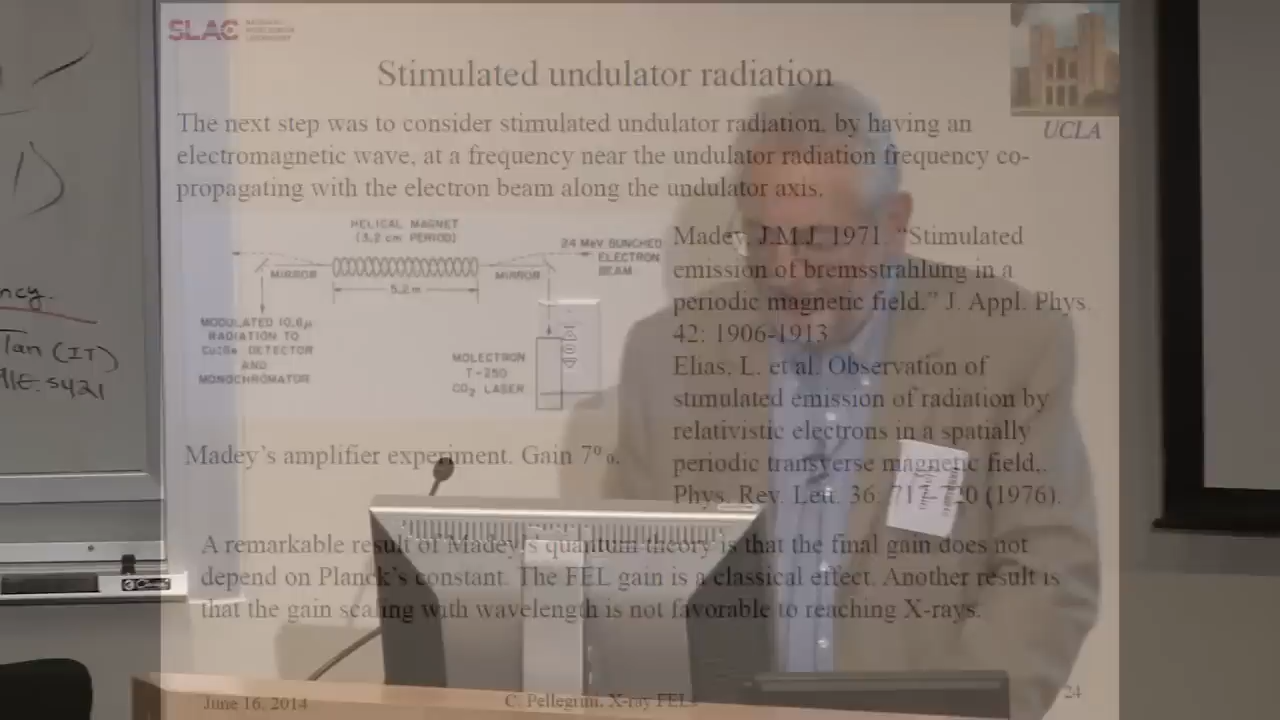 SLAC
NATIONAL
ACCELERATOR
LABORATORY
Stimulated undulator radiation
UCLA
The next step was to consider stimulated undulator radiation, by having an
electromagnetic wave, at a frequency near the undulator radiation frequency co-
propagating with the electron beam along the undulator axis.
HELICAL MAGNET
(3.2 cm PERIOD)
24 MeV BUNCHED
ELECTRON
BEAM
MIRROR
MIRROR
5.2 m
MODULATED 10.6μ
RADIATION TO
Cu:Ge DETECTOR
AND
MONOCHROMATOR
MOLECTRON
T-250
CO2 LASER
Madey, J.M.J. 1971. "Stimulated
emission of bremsstrahlung in a
periodic magnetic field." J. Appl. Phys.
42: 1906-1913
Elias, L. et al. Observation of
stimulated emission of radiation by
relativistic electrons in a spatially
periodic transverse magnetic field,.
Phys. Rev. Lett. 36, 720 (1976).
Madey's amplifier experiment. Gain 7%.
A remarkable result of Madey's quantum theory is that the final gain does not
depend on Planck's constant. The FEL gain is a classical effect. Another result is
that the gain scaling with wavelength is not favorable to reaching X-rays.
June 16, 2014
C. Pellegrini, X-ray FELs
24
ncy.
Tan (IT)
5421